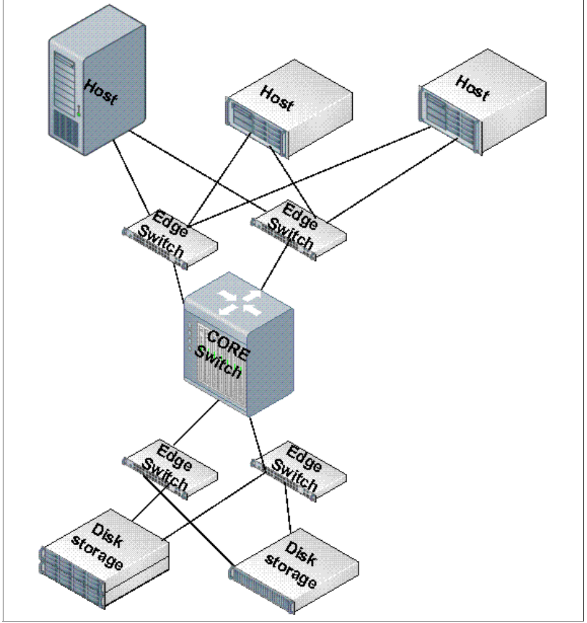 Host
Host
Host
Edge
Switch
Edge
Switch
CORE
Switch
Edge
Switch
Edge
Switch
Disk
storage
Disk
storage